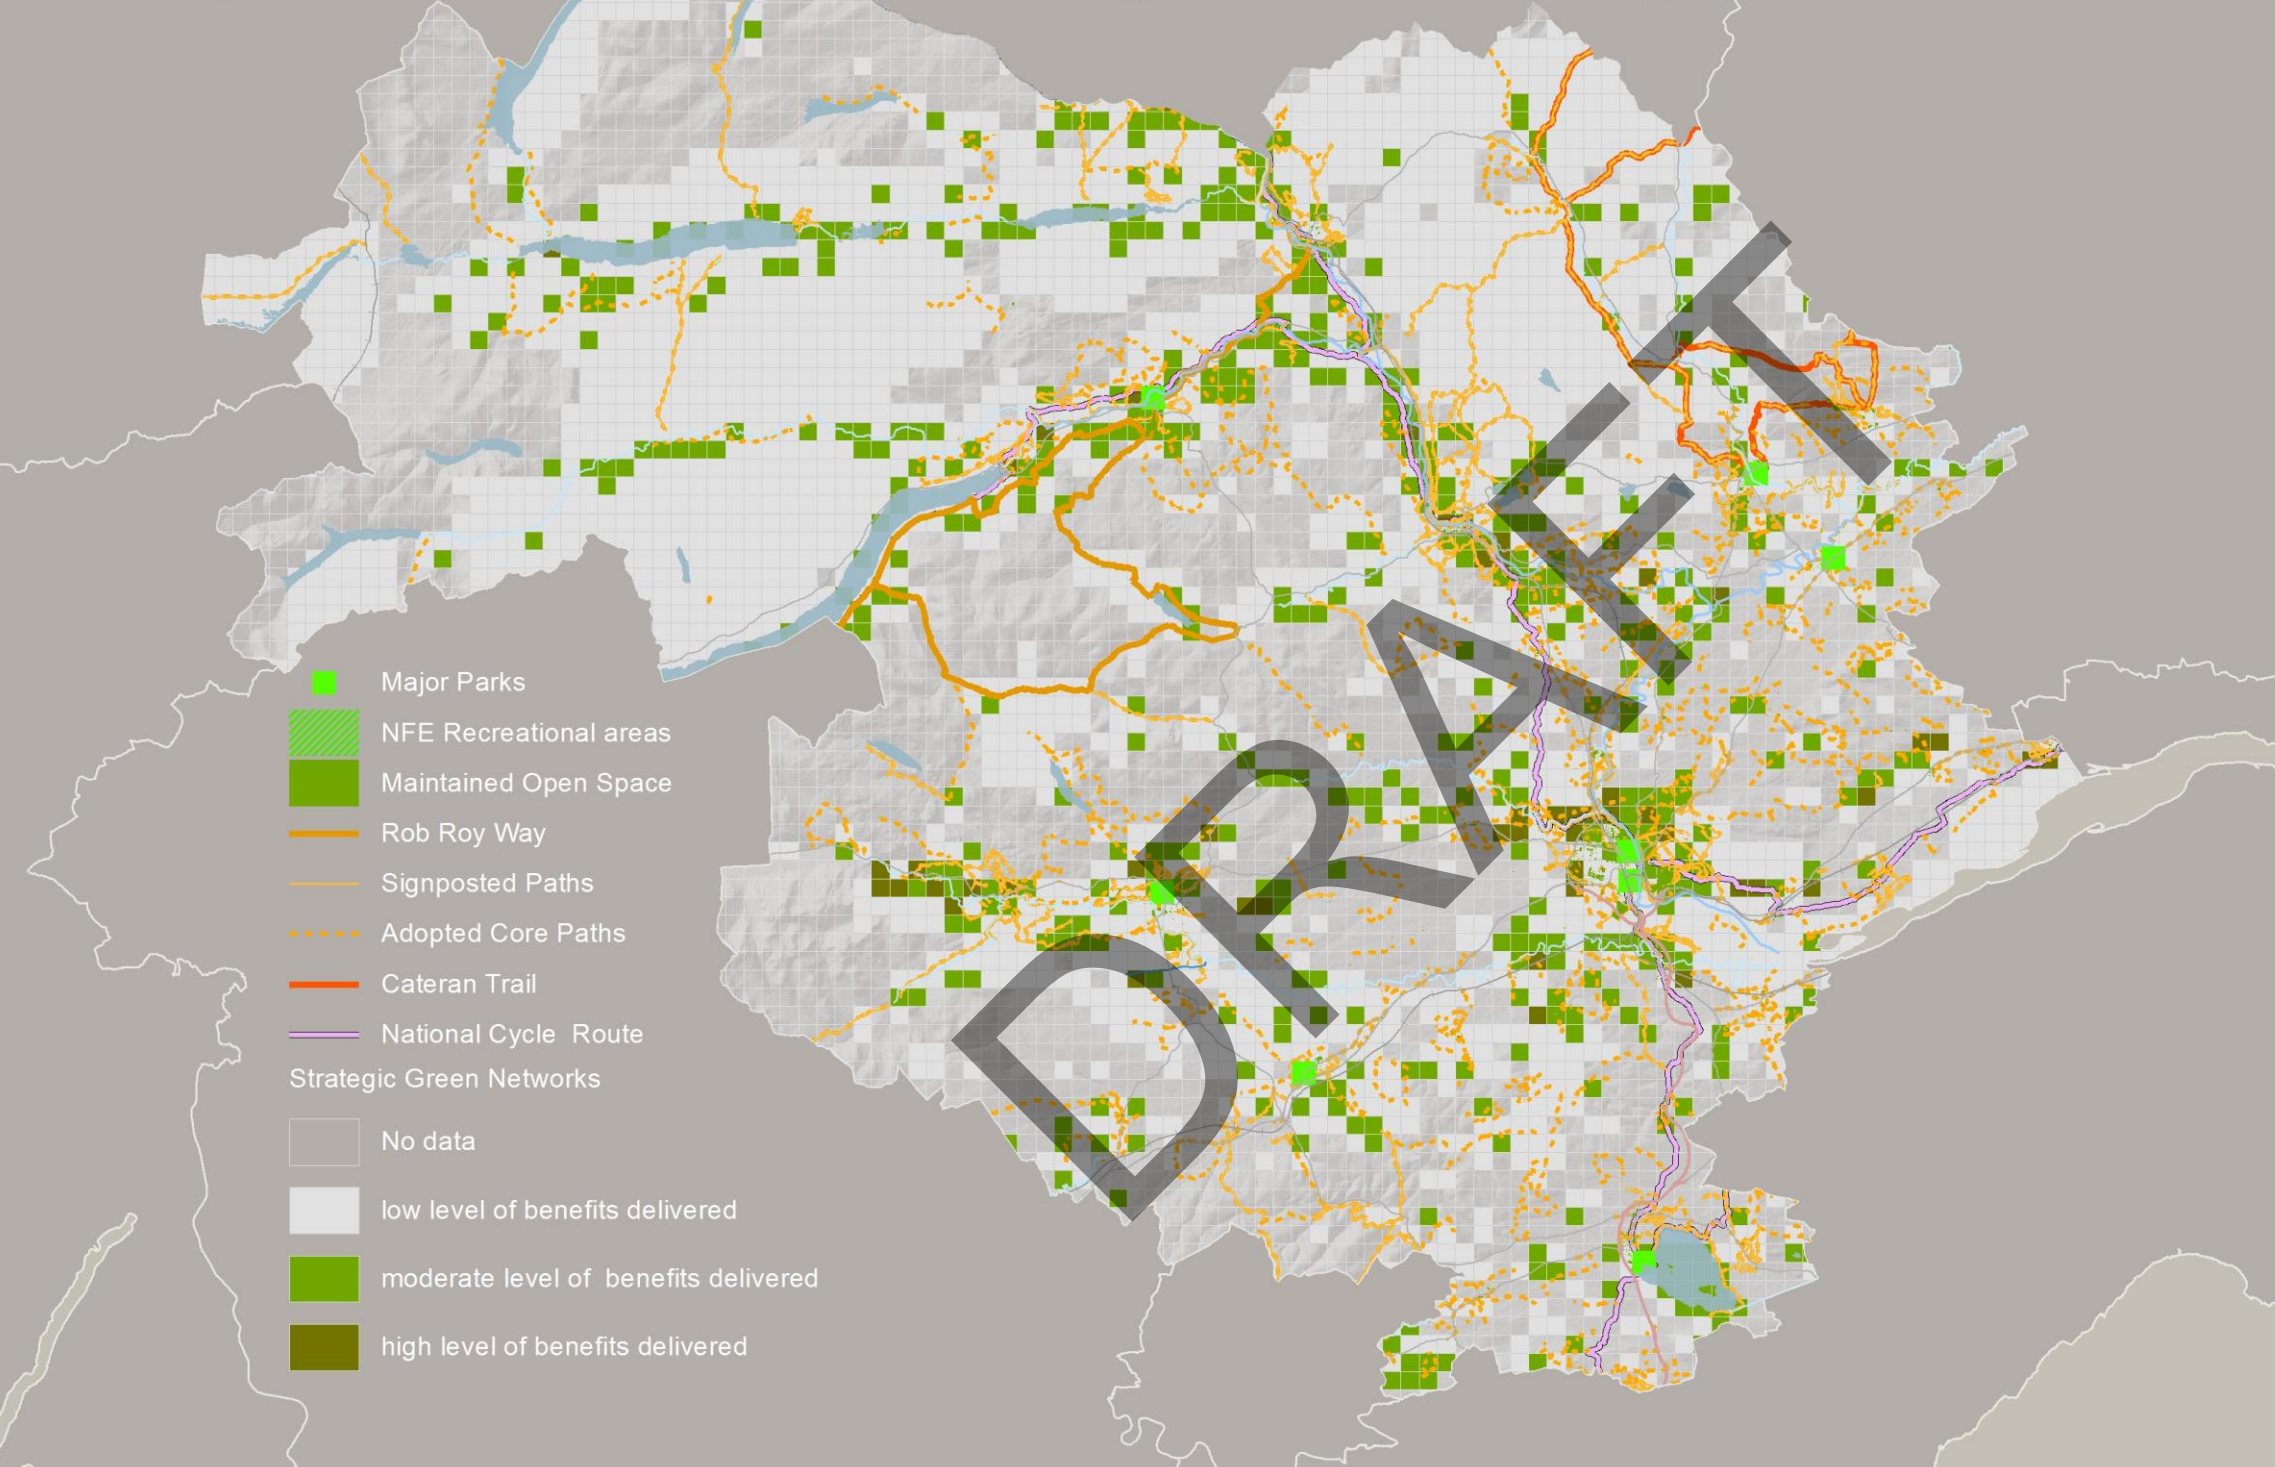 Major Parks
NFE Recreational areas
Maintained Open Space
Rob Roy Way
Signposted Paths
Adopted Core Paths
Cateran Trail
National Cycle  Route
Strategic Green Networks
No data
low level of benefits delivered
moderate level of  benefits delivered
high level of benefits delivered
DRAFT